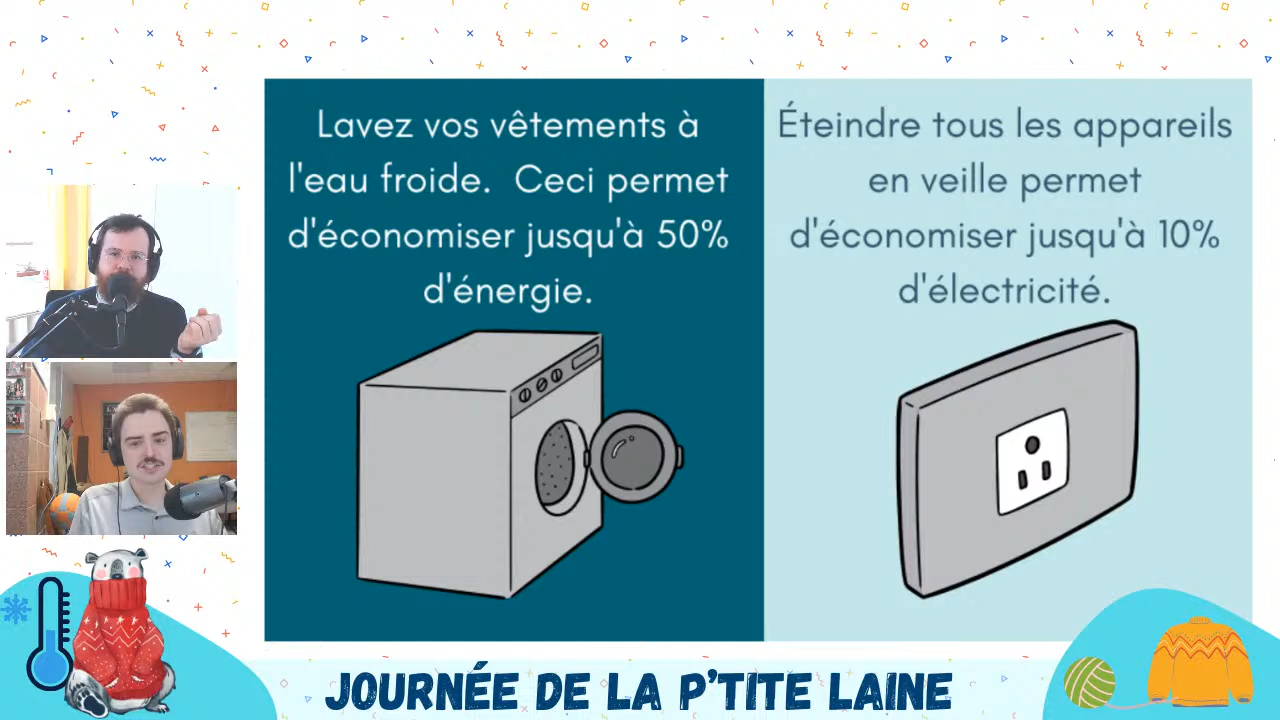 Lavez vos vêtements à
l'eau froide.  Ceci permet
d'économiser jusqu'à 50%
d'énergie.
Éteindre tous les appareils
en veille permet
d'économiser jusqu'à 10%
d'électricité.
JOURNÉE DE LA P'TITE LAINE